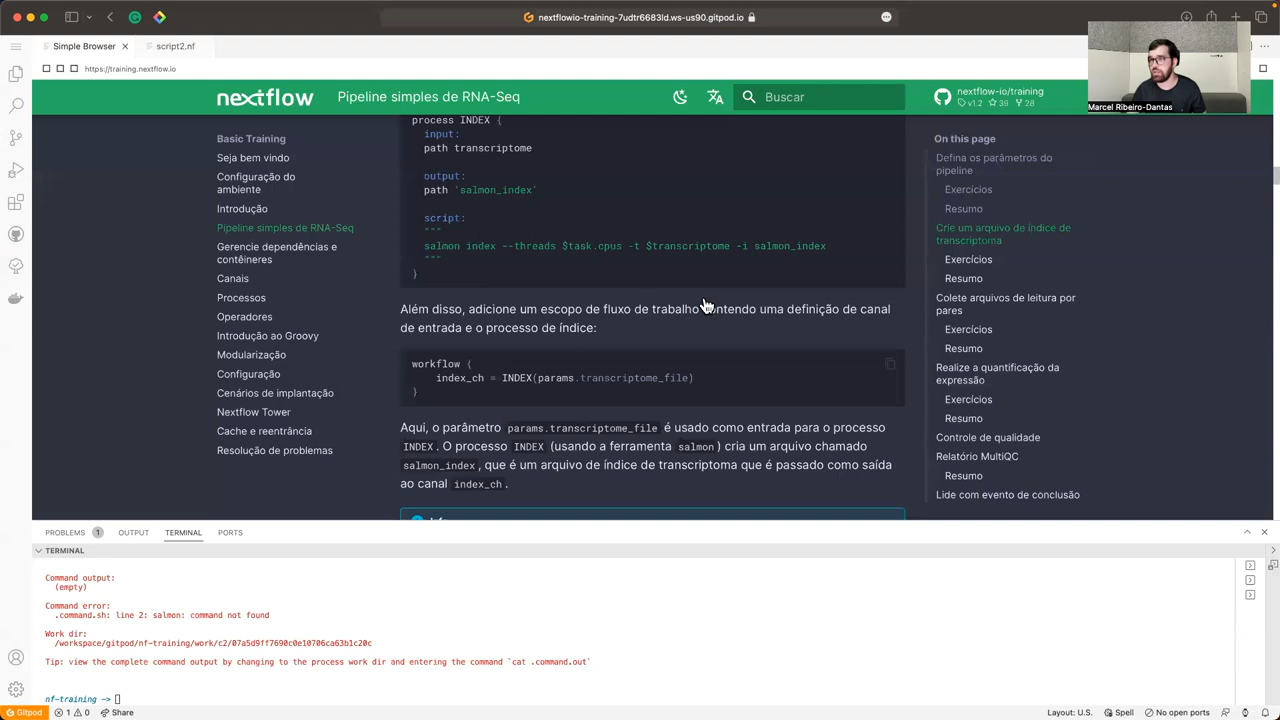 nextflowio-training-7udtr6683ld.ws-us90.gitpod.io
Simple Browser
script2.nf
https://training.nextflow.io
nextflow
Pipeline simples de RNA-Seq
Buscar
nextflow-io/training
v1.2 39 28
Marcel Ribeiro-Dantas
Basic Training
Seja bem vindo
Configuração do
ambiente
Introdução
Pipeline simples de RNA-Seq
Gerencie dependências e
contêineres
Canais
Processos
Operadores
Introdução ao Groovy
Modularização
Configuração
Cenários de implantação
Nextflow Tower
Cache e reentrância
Resolução de problemas
process INDEX {
input:
path transcriptome
output:
path 'salmon_index'
script:
"""
salmon index --threads $task.cpus -t $transcriptome -i salmon_index
"""
}
Além disso, adicione um escopo de fluxo de trabalho contendo uma definição de canal
de entrada e o processo de índice:
workflow {
index_ch = INDEX(params.transcriptome_file)
}
Aqui, o parâmetro params.transcriptome_file é usado como entrada para o processo
INDEX. O processo INDEX (usando a ferramenta salmon) cria um arquivo chamado
salmon_index, que é um arquivo de índice de transcriptoma que é passado como saída
ao canal index_ch.
On this page
Defina os parâmetros do
pipeline
Exercícios
Resumo
Crie um arquivo de índice de
transcriptoma
Exercícios
Resumo
Colete arquivos de leitura por
pares
Exercícios
Resumo
Realize a quantificação da
expressão
Exercícios
Resumo
Controle de qualidade
Relatório MultiQC
Resumo
Lide com evento de conclusão
PROBLEMS 1 OUTPUT TERMINAL PORTS
TERMINAL
Command output:
(empty)
Command error:
.command.sh: line 2: salmon: command not found
Work dir:
/workspace/gitpod/nf-training/work/c2/07a5d9ff7690c0e10706ca63b1c20c
Tip: view the complete command output by changing to the process work dir and entering the command `cat .command.out`
nf-training ->
Gitpod 1 0 Share
Layout: U.S. Spell No open ports